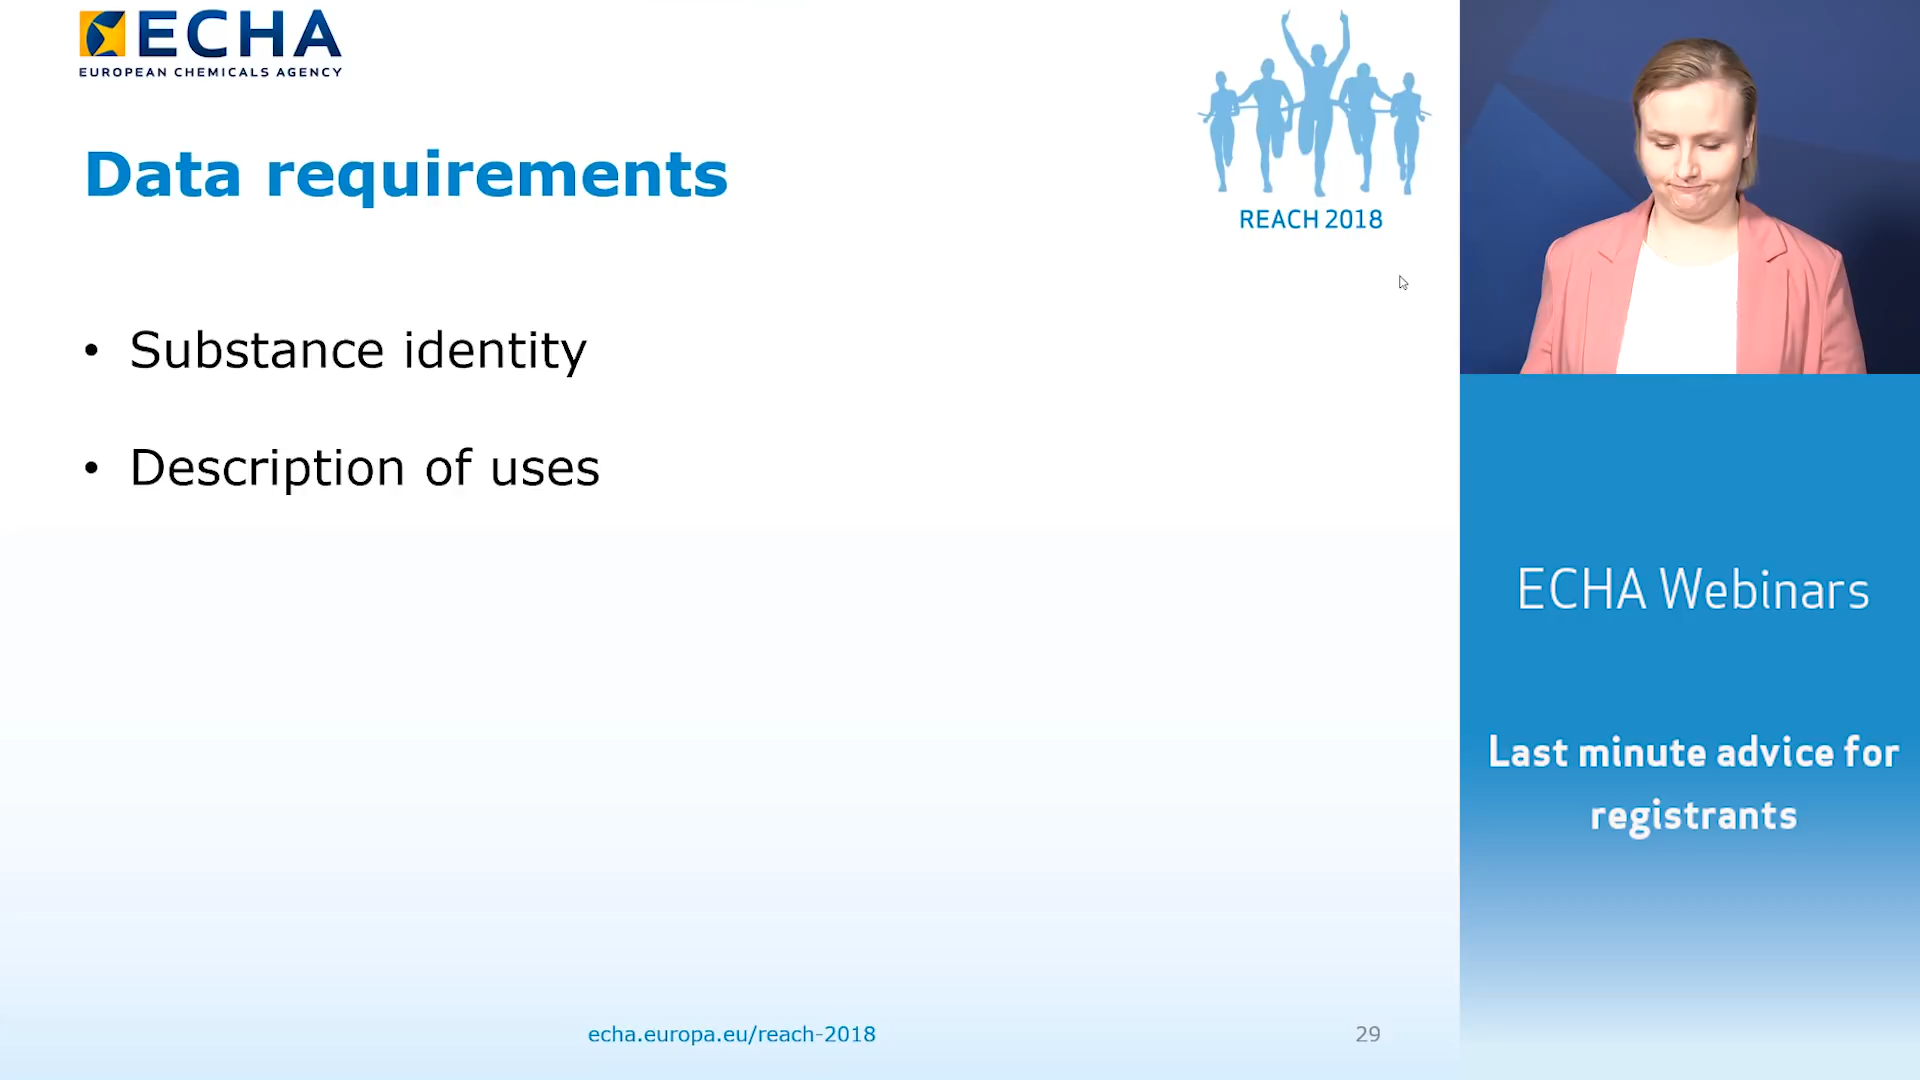 ECHA
EUROPEAN CHEMICALS AGENCY
REACH 2018
Data requirements
• Substance identity
• Description of uses
ECHA Webinars
Last minute advice for
registrants
echa.europa.eu/reach-2018
29